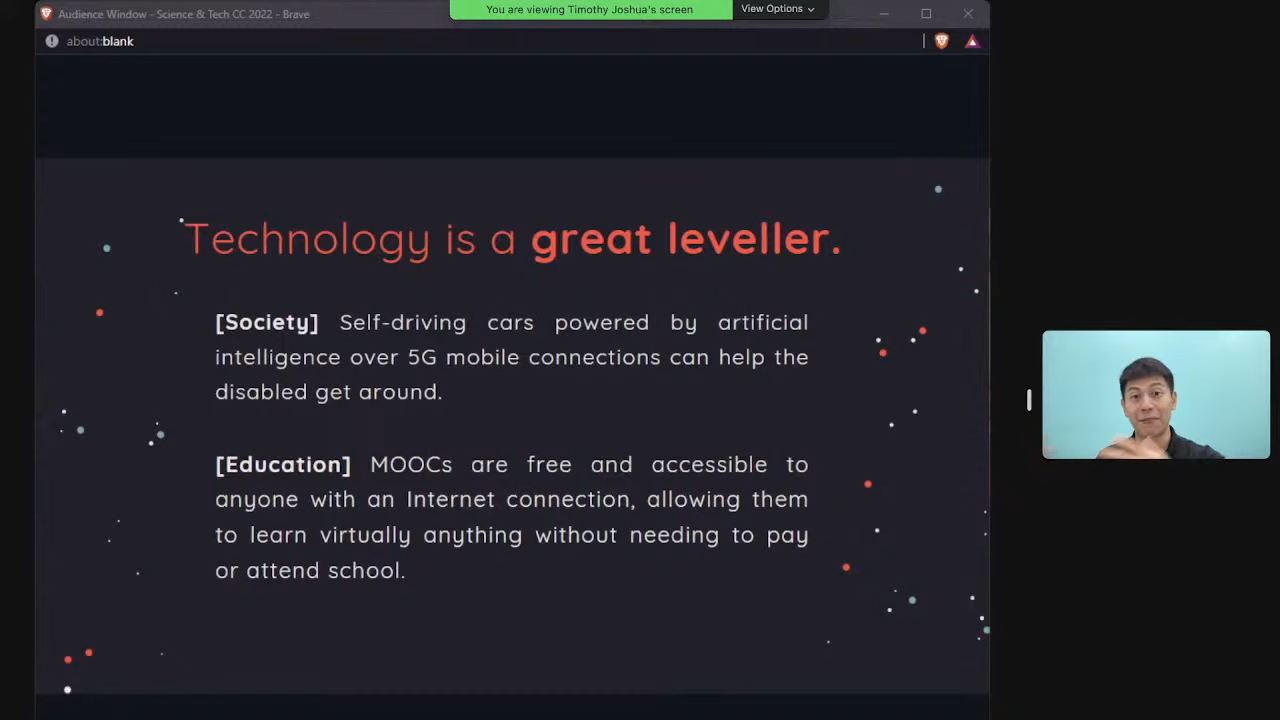 Audience Window - Science & Tech CC 2022 - Brave
You are viewing Timothy Joshua's screen
View Options
about:blank
Technology is a great leveller.
[Society] Self-driving cars powered by artificial
intelligence over 5G mobile connections can help the
disabled get around.
[Education] MOOCs are free and accessible to
anyone with an Internet connection, allowing them
to learn virtually anything without needing to pay
or attend school.